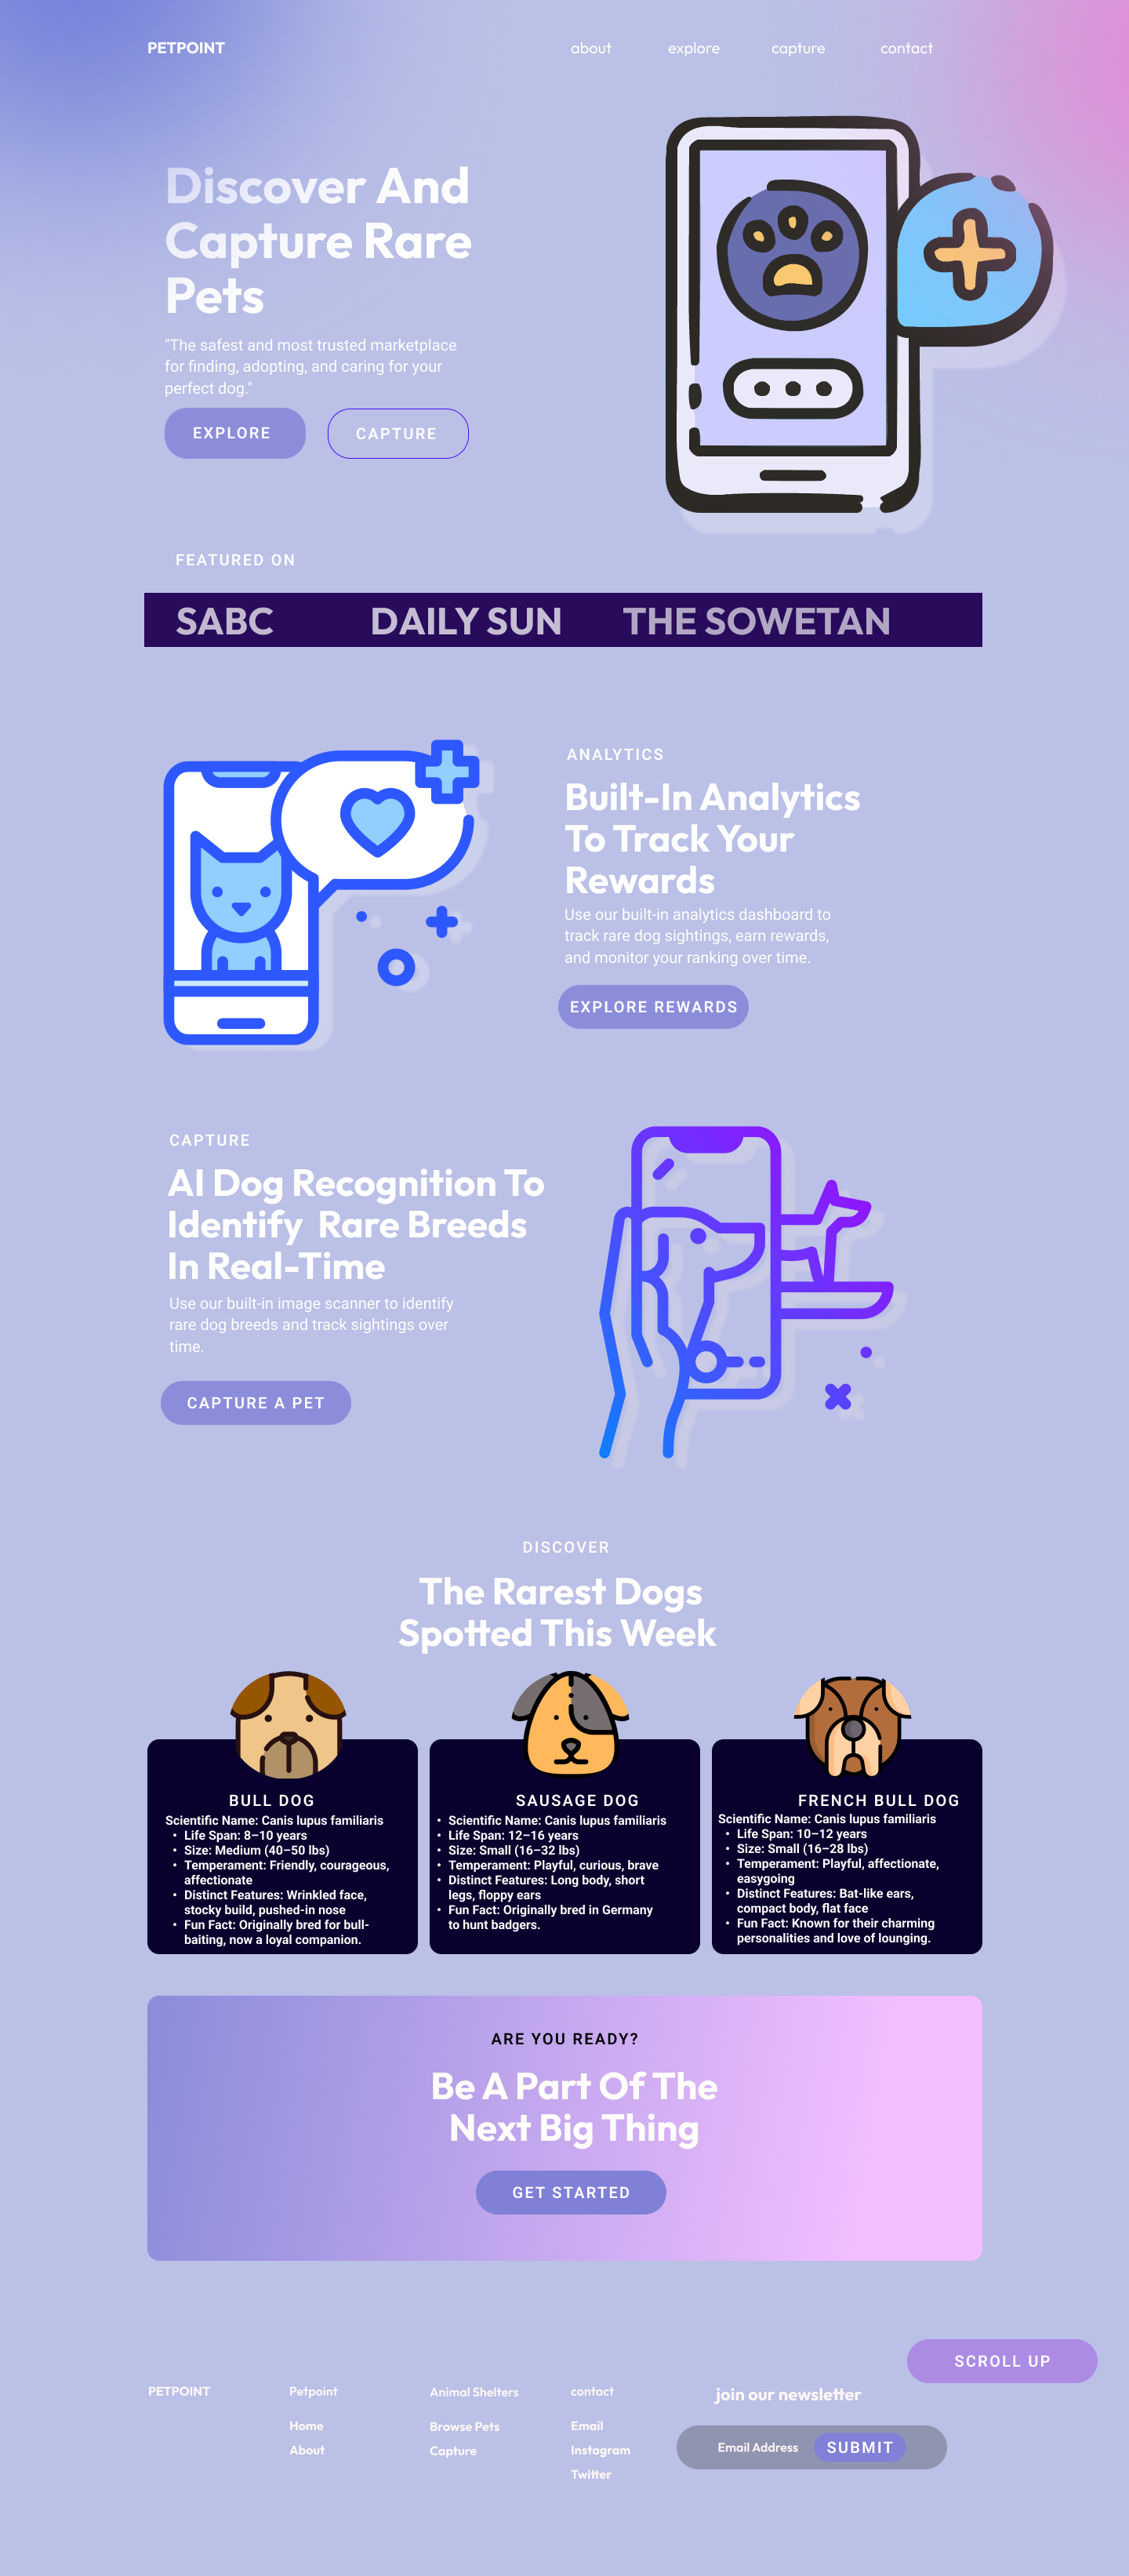 PETPOINT
about
explore
capture
contact
Discover And
Capture Rare
Pets
"The safest and most trusted marketplace
for finding, adopting, and caring for your
perfect dog."
EXPLORE
CAPTURE
FEATURED ON
SABC
DAILY SUN
THE SOWETAN
ANALYTICS
Built-In Analytics
To Track Your
Rewards
Use our built-in analytics dashboard to
track rare dog sightings, earn rewards,
and monitor your ranking over time.
EXPLORE REWARDS
CAPTURE
AI Dog Recognition To
Identify Rare Breeds
In Real-Time
Use our built-in image scanner to identify
rare dog breeds and track sightings over
time.
CAPTURE A PET
DISCOVER
The Rarest Dogs
Spotted This Week
BULL DOG
Scientific Name: Canis lupus familiaris
• Life Span: 8–10 years
• Size: Medium (40–50 lbs)
• Temperament: Friendly, courageous,
affectionate
• Distinct Features: Wrinkled face,
stocky build, pushed-in nose
• Fun Fact: Originally bred for bull-
baiting, now a loyal companion.
SAUSAGE DOG
• Scientific Name: Canis lupus familiaris
• Life Span: 12–16 years
• Size: Small (16–32 lbs)
• Temperament: Playful, curious, brave
• Distinct Features: Long body, short
legs, floppy ears
• Fun Fact: Originally bred in Germany
to hunt badgers.
FRENCH BULL DOG
Scientific Name: Canis lupus familiaris
• Life Span: 10–12 years
• Size: Small (16–28 lbs)
• Temperament: Playful, affectionate,
easygoing
• Distinct Features: Bat-like ears,
compact body, flat face
• Fun Fact: Known for their charming
personalities and love of lounging.
ARE YOU READY?
Be A Part Of The
Next Big Thing
GET STARTED
SCROLL UP
PETPOINT
Petpoint
Home
About
Animal Shelters
Browse Pets
Capture
contact
Email
Instagram
Twitter
join our newsletter
Email Address
SUBMIT